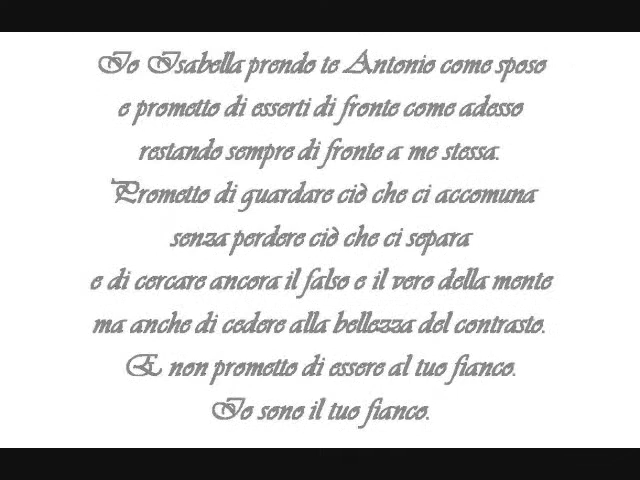 Io Isabella prendo te Antonio come sposo
e prometto di esserti di fronte come adesso
restando sempre di fronte a me stessa.
Prometto di guardare ciò che ci accomuna
senza perdere ciò che ci separa
e di cercare ancora il falso e il vero della mente
ma anche di cedere alla bellezza del contrasto.
E non prometto di essere al tuo fianco.
Io sono il tuo fianco.